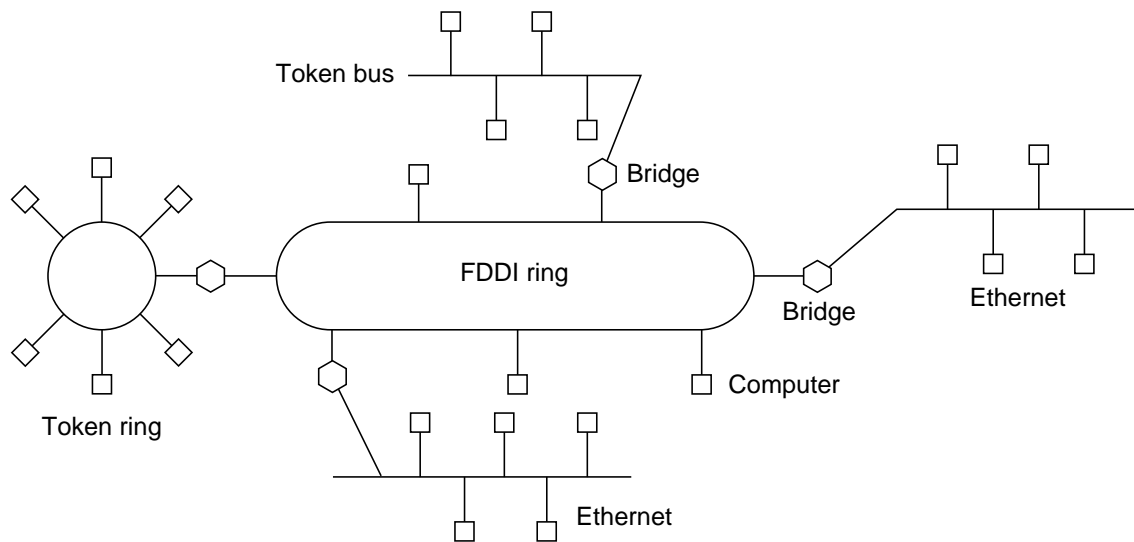 Token bus
Bridge
FDDI ring
Bridge
Ethernet
Computer
Token ring
Ethernet